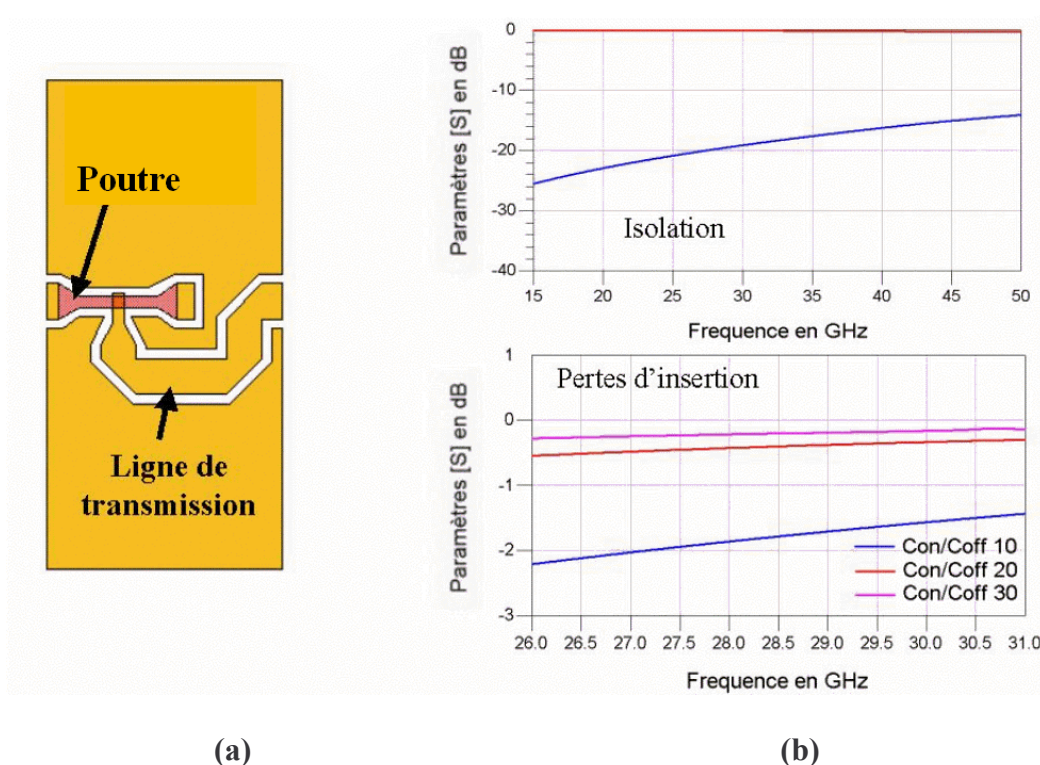 Poutre
Ligne de
transmission
Paramètres [S] en dB
0
-10
-20
-30
-40
Isolation
15 20 25 30 35 40 45 50
Frequence en GHz
Paramètres [S] en dB
1
0
-1
-2
-3
Pertes d’insertion
Con/Coff 10
Con/Coff 20
Con/Coff 30
26.0 26.5 27.0 27.5 28.0 28.5 29.0 29.5 30.0 30.5 31.0
Frequence en GHz
(a) (b)